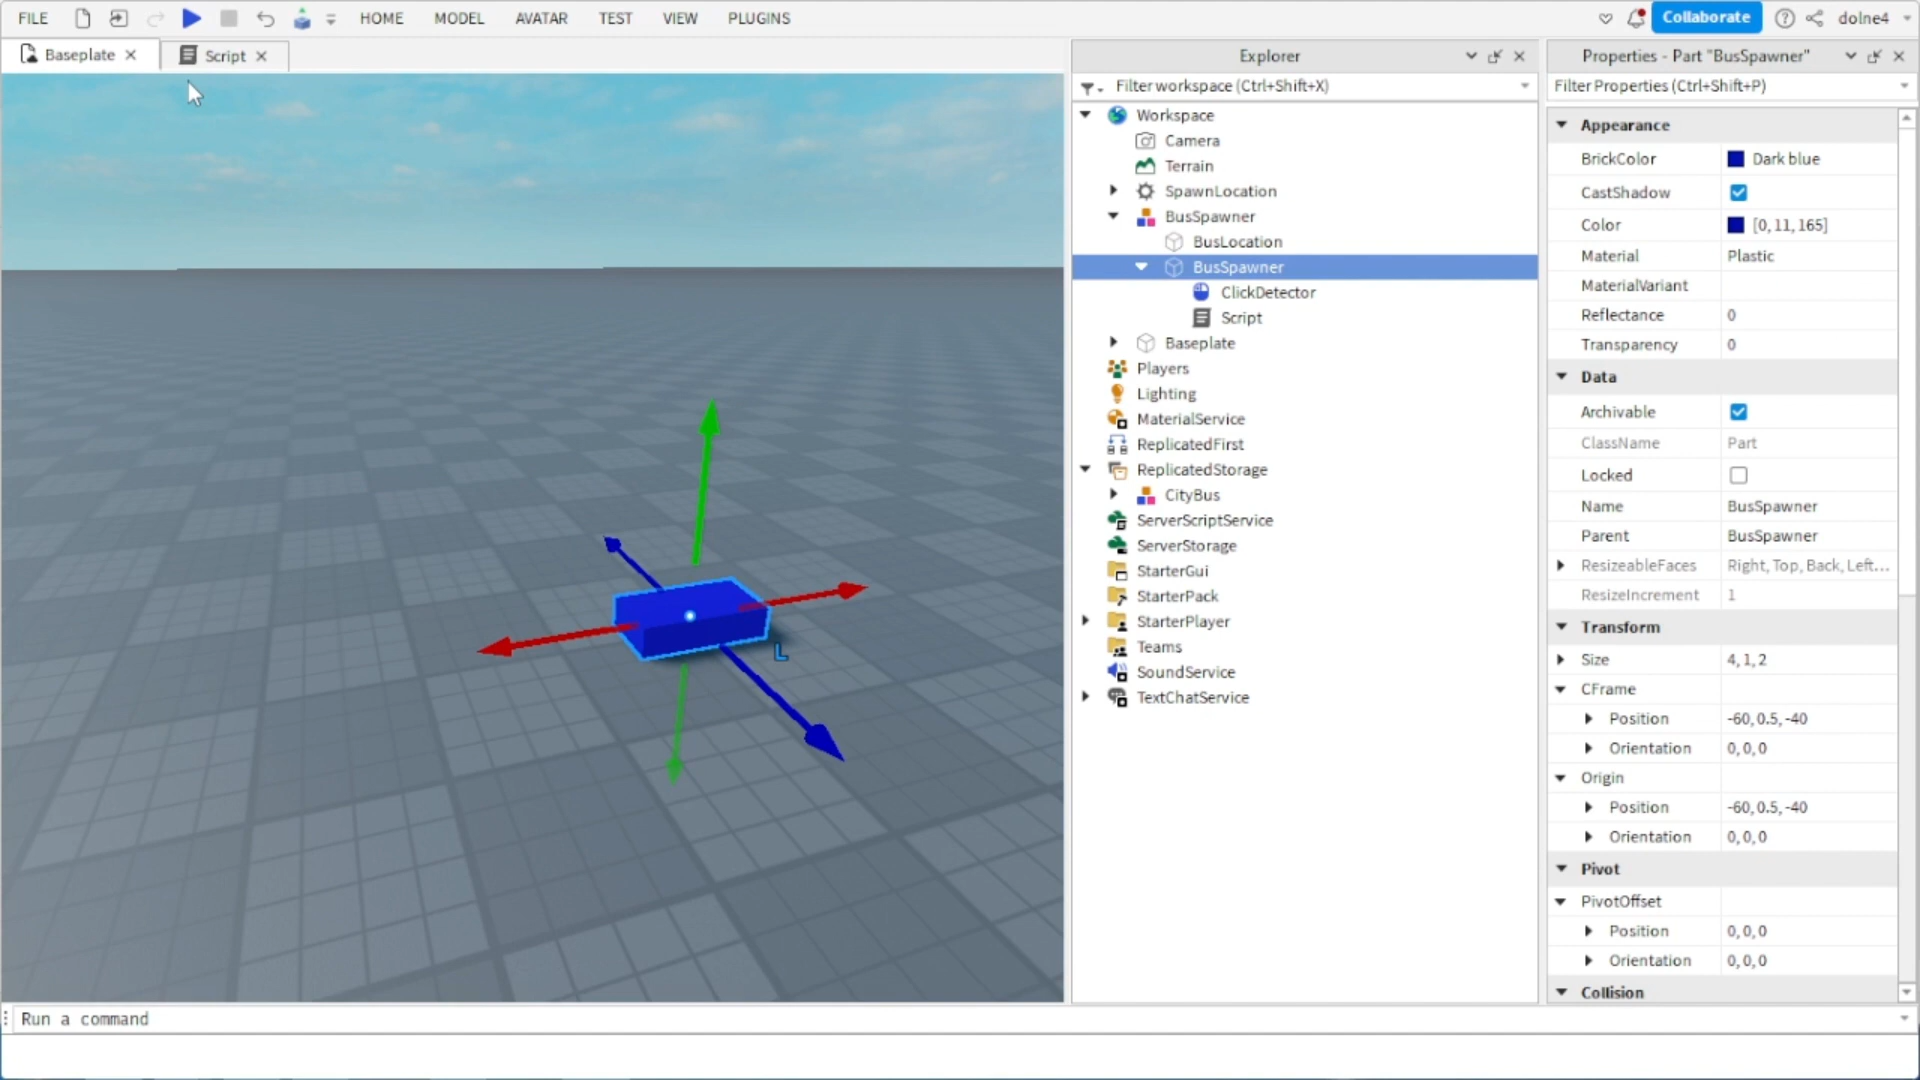 FILE HOME MODEL AVATAR TEST VIEW PLUGINS Collaborate dolne4
Baseplate Script
Explorer
Filter workspace (Ctrl+Shift+X)
Workspace
Camera
Terrain
SpawnLocation
BusSpawner
BusLocation
BusSpawner
ClickDetector
Script
Baseplate
Players
Lighting
MaterialService
ReplicatedFirst
ReplicatedStorage
CityBus
ServerScriptService
ServerStorage
StarterGui
StarterPack
StarterPlayer
Teams
SoundService
TextChatService
Properties - Part "BusSpawner"
Filter Properties (Ctrl+Shift+P)
Appearance
BrickColor Dark blue
CastShadow
Color [0, 11, 165]
Material Plastic
MaterialVariant
Reflectance 0
Transparency 0
Data
Archivable
ClassName Part
Locked
Name BusSpawner
Parent BusSpawner
ResizeableFaces Right, Top, Back, Left...
ResizeIncrement 1
Transform
Size 4, 1, 2
CFrame
Position -60, 0.5, -40
Orientation 0, 0, 0
Origin
Position -60, 0.5, -40
Orientation 0, 0, 0
Pivot
PivotOffset
Position 0, 0, 0
Orientation 0, 0, 0
Collision
L
Run a command